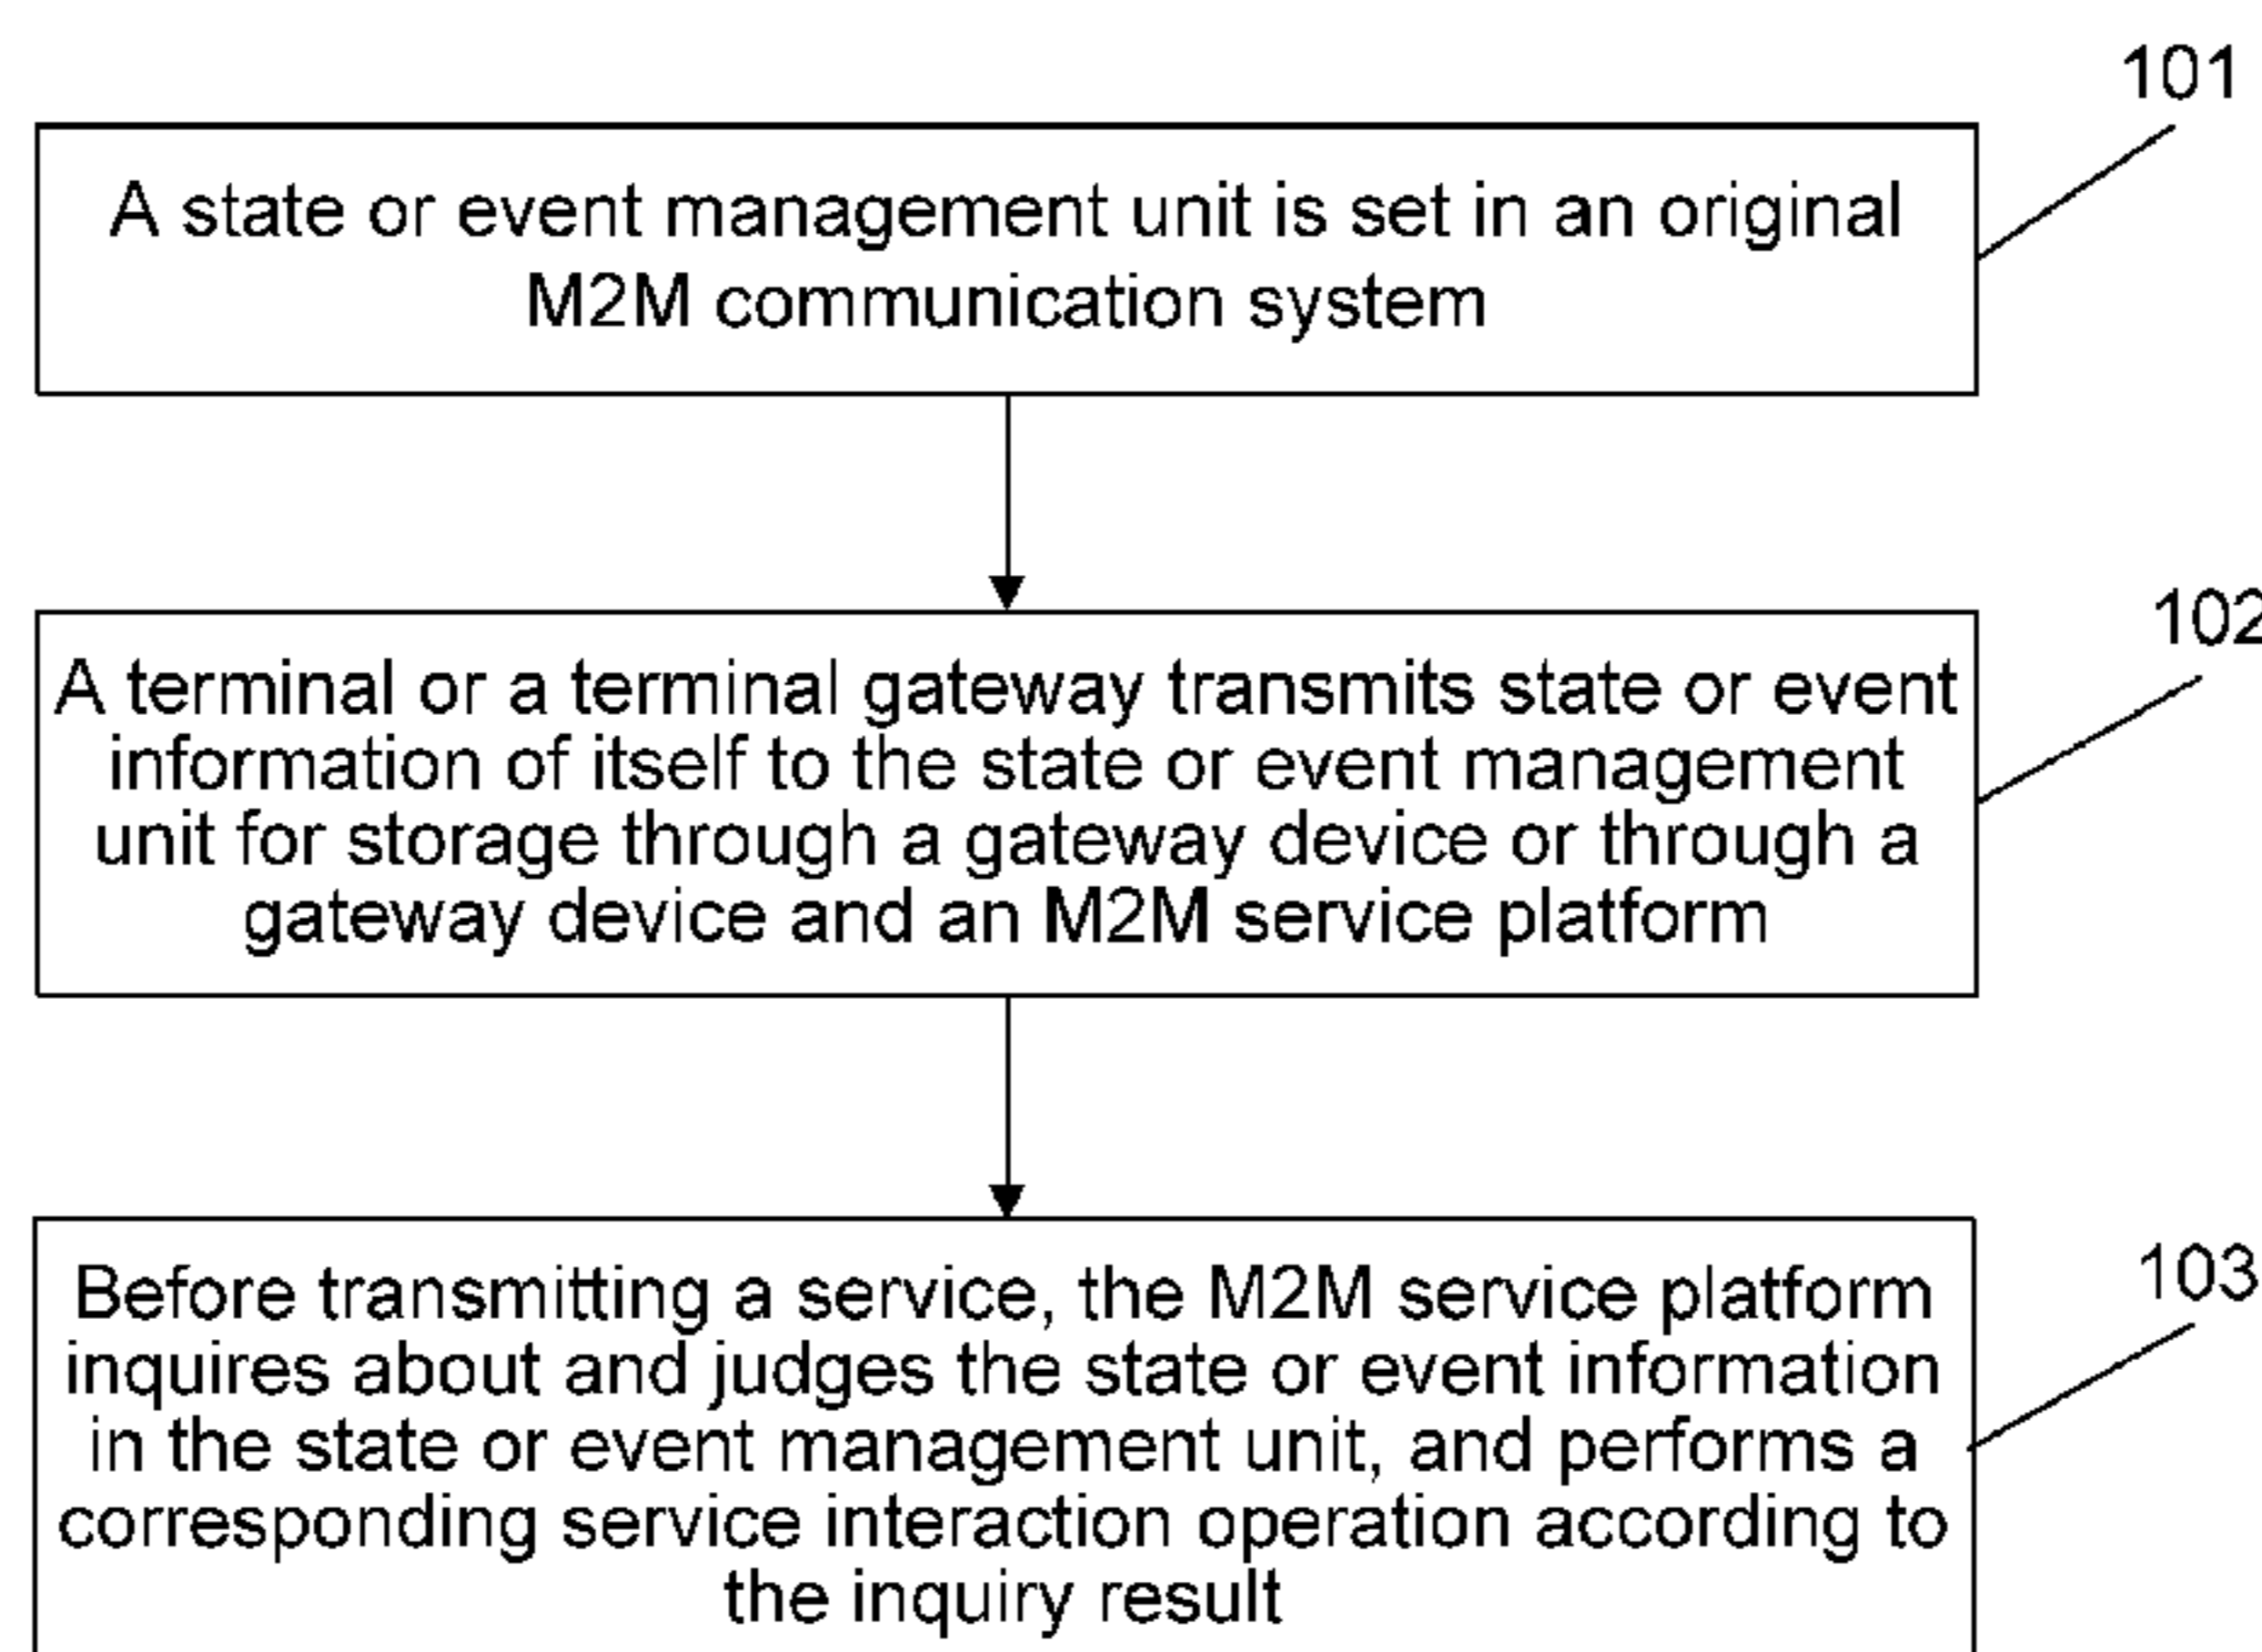 101
A state or event management unit is set in an original
M2M communication system
102
A terminal or a terminal gateway transmits state or event
information of itself to the state or event management
unit for storage through a gateway device or through a
gateway device and an M2M service platform
103
Before transmitting a service, the M2M service platform
inquires about and judges the state or event information
in the state or event management unit, and performs a
corresponding service interaction operation according to
the inquiry result